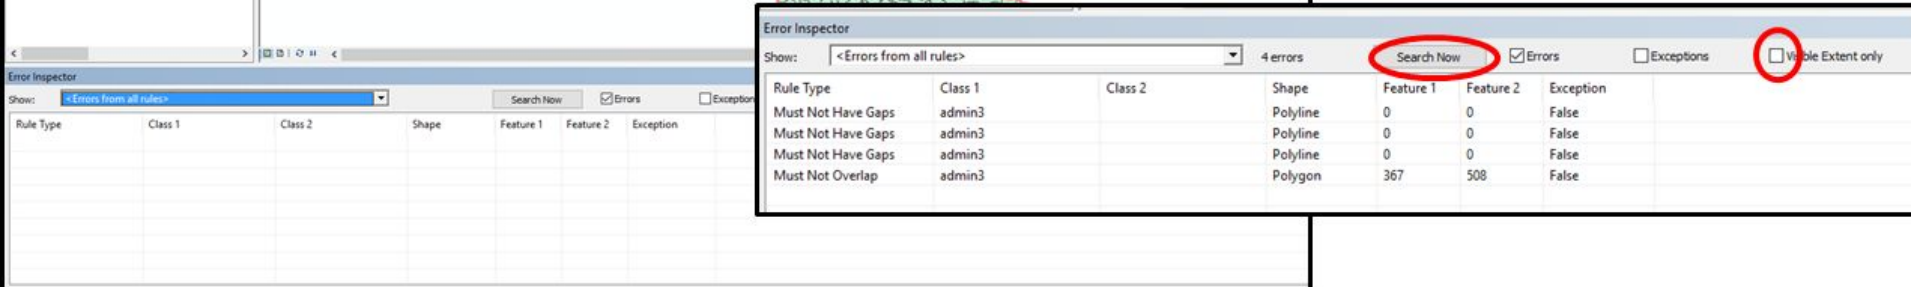 Error Inspector
Show: <Errors from all rules> Search Now Errors Exception
Rule Type Class 1 Class 2 Shape Feature 1 Feature 2 Exception
Error Inspector
Show: <Errors from all rules> 4 errors Search Now Errors Exceptions Visible Extent only
Rule Type Class 1 Class 2 Shape Feature 1 Feature 2 Exception
Must Not Have Gaps admin3 Polyline 0 0 False
Must Not Have Gaps admin3 Polyline 0 0 False
Must Not Have Gaps admin3 Polyline 0 0 False
Must Not Overlap admin3 Polygon 367 508 False